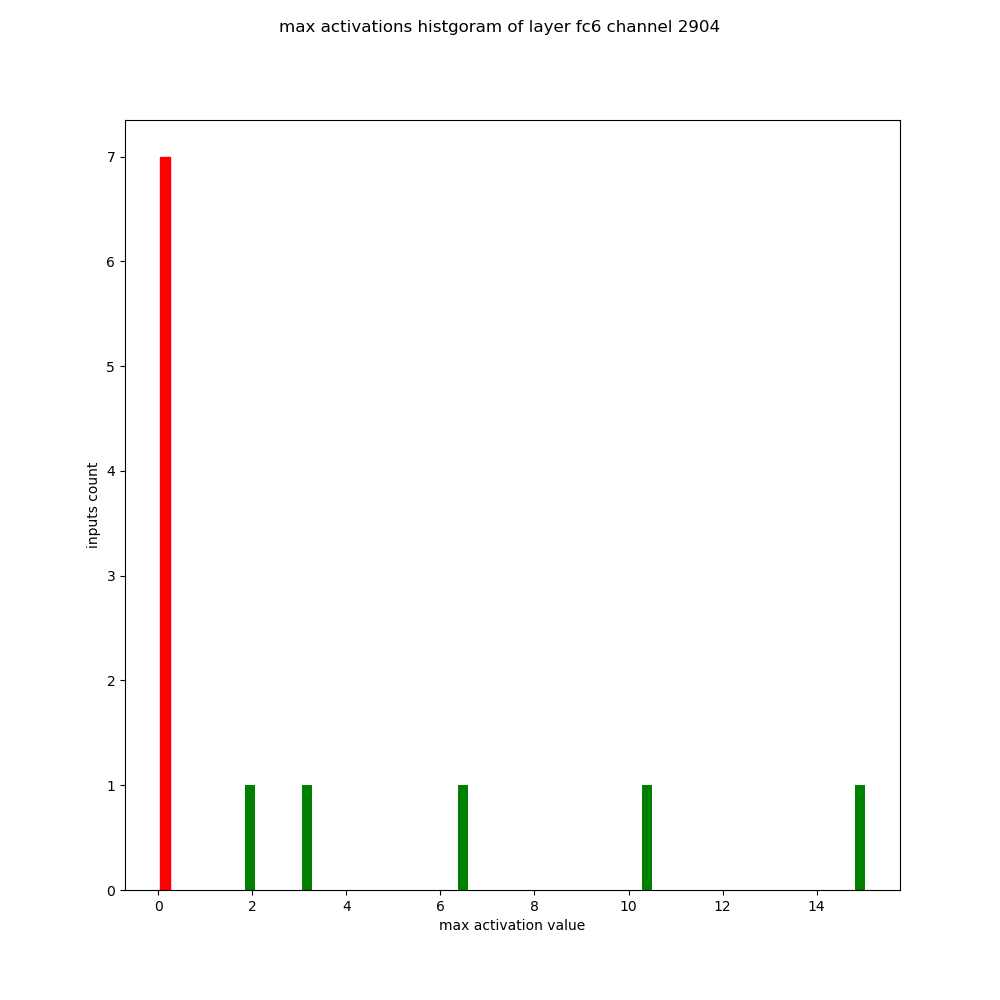 max activations histgoram of layer fc6 channel 2904
7
6
5
4
3
2
1
0
inputs count
0 2 4 6 8 10 12 14
max activation value